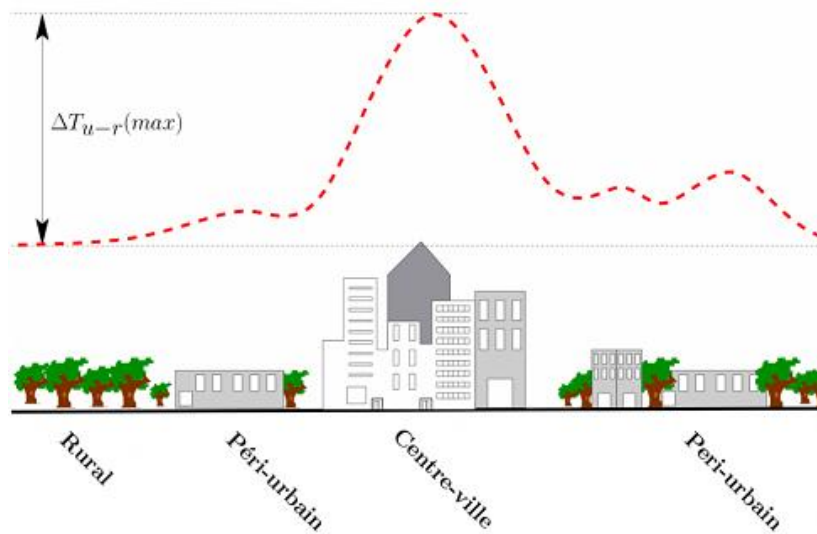 ΔT_{u−r}(max)
Rural
Péri-urbain
Centre-ville
Peri-urbain